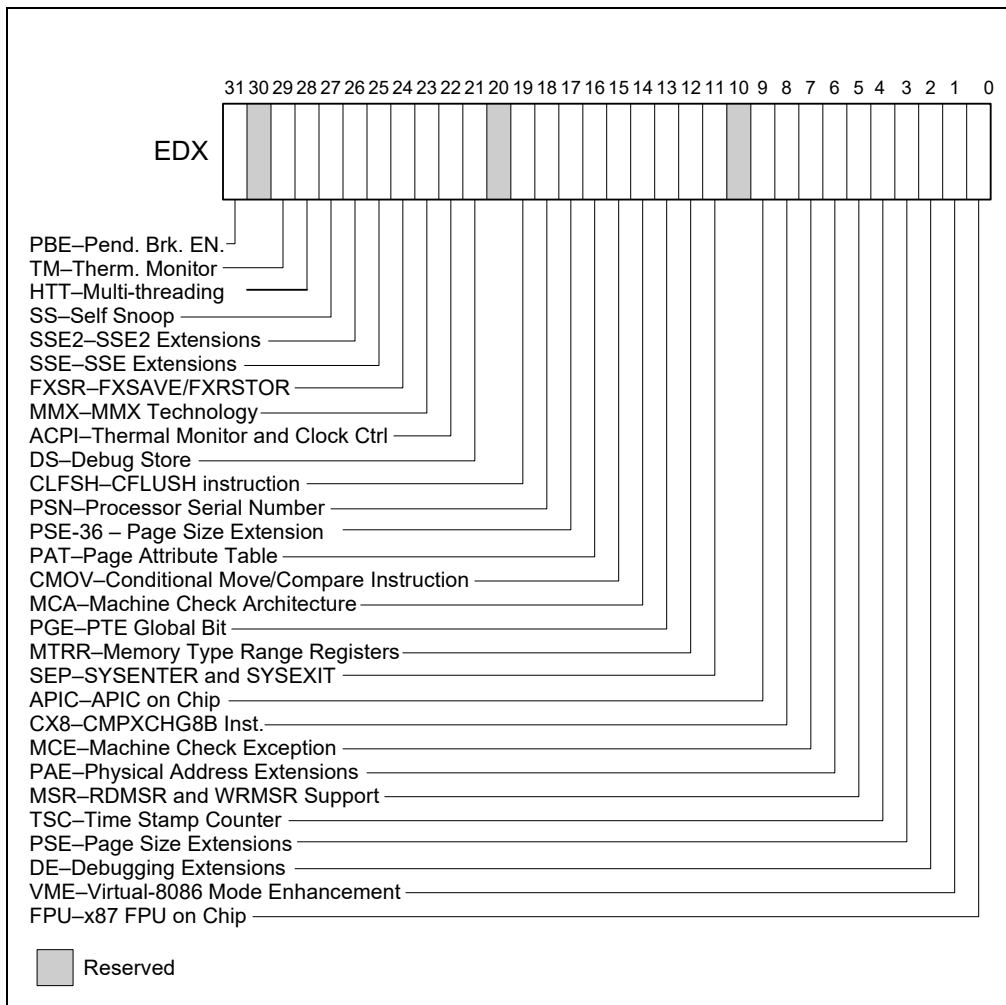 31 30 29 28 27 26 25 24 23 22 21 20 19 18 17 16 15 14 13 12 11 10 9 8 7 6 5 4 3 2 1 0
EDX
PBE–Pend. Brk. EN.
TM–Therm. Monitor
HTT–Multi-threading
SS–Self Snoop
SSE2–SSE2 Extensions
SSE–SSE Extensions
FXSR–FXSAVE/FXRSTOR
MMX–MMX Technology
ACPI–Thermal Monitor and Clock Ctrl
DS–Debug Store
CLFSH–CFLUSH instruction
PSN–Processor Serial Number
PSE-36 – Page Size Extension
PAT–Page Attribute Table
CMOV–Conditional Move/Compare Instruction
MCA–Machine Check Architecture
PGE–PTE Global Bit
MTRR–Memory Type Range Registers
SEP–SYSENTER and SYSEXIT
APIC–APIC on Chip
CX8–CMPXCHG8B Inst.
MCE–Machine Check Exception
PAE–Physical Address Extensions
MSR–RDMSR and WRMSR Support
TSC–Time Stamp Counter
PSE–Page Size Extensions
DE–Debugging Extensions
VME–Virtual-8086 Mode Enhancement
FPU–x87 FPU on Chip
Reserved